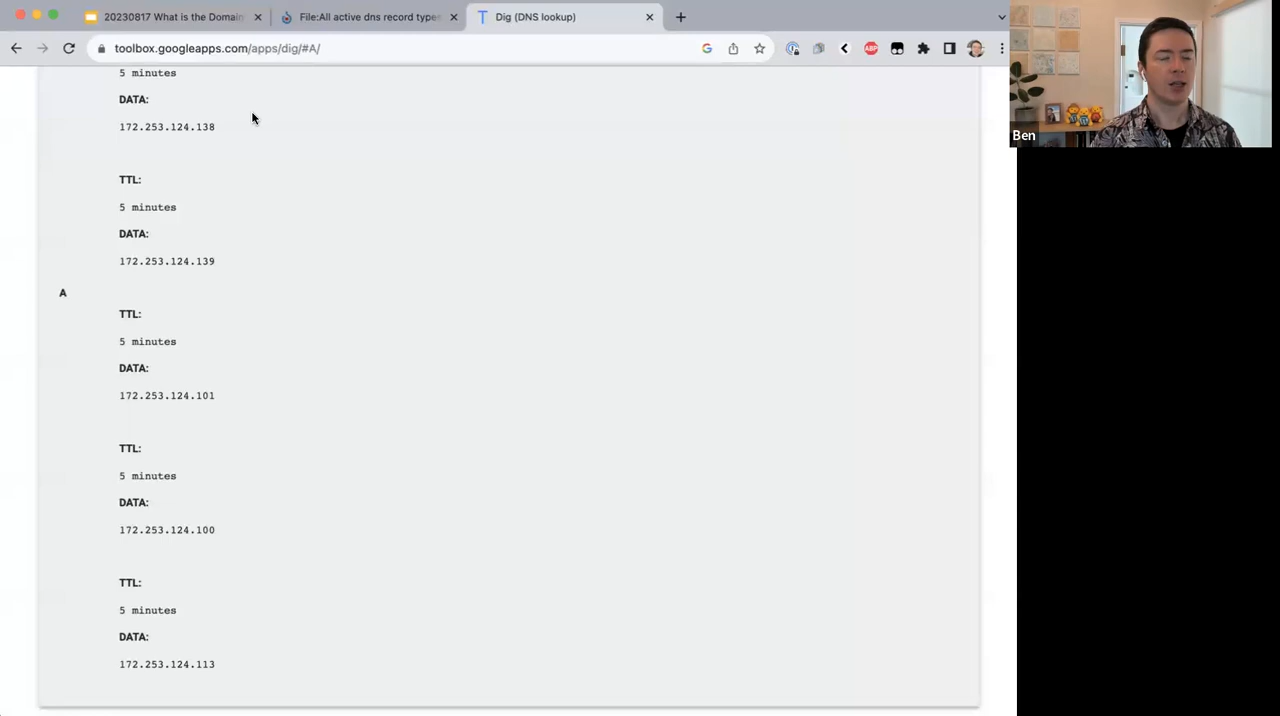 20230817 What is the Domain
File:All active dns record types
Dig (DNS lookup)
toolbox.googleapps.com/apps/dig/#A/
ABP
Ben
5 minutes
DATA:
172.253.124.138
TTL:
5 minutes
DATA:
172.253.124.139
A
TTL:
5 minutes
DATA:
172.253.124.101
TTL:
5 minutes
DATA:
172.253.124.100
TTL:
5 minutes
DATA:
172.253.124.113